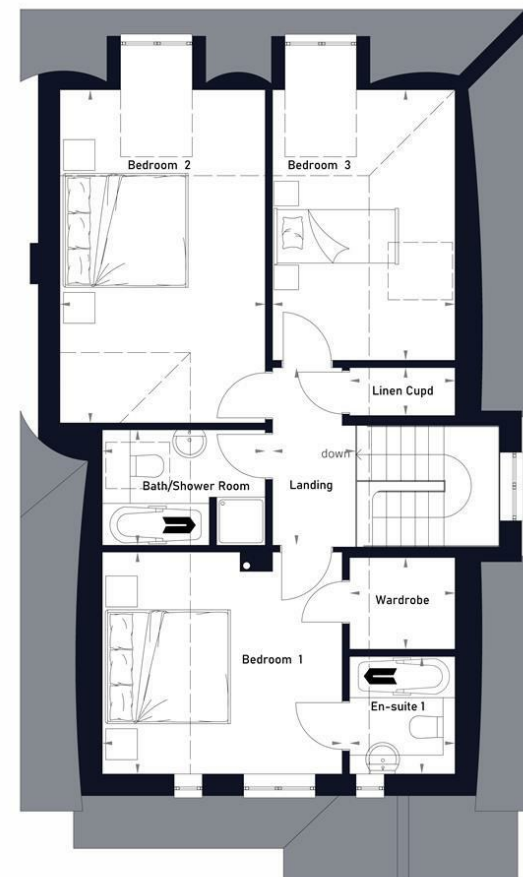 Bedroom 2
Bedroom 3
Linen Cupd
down
Bath/Shower Room
Landing
Wardrobe
Bedroom 1
En-suite 1